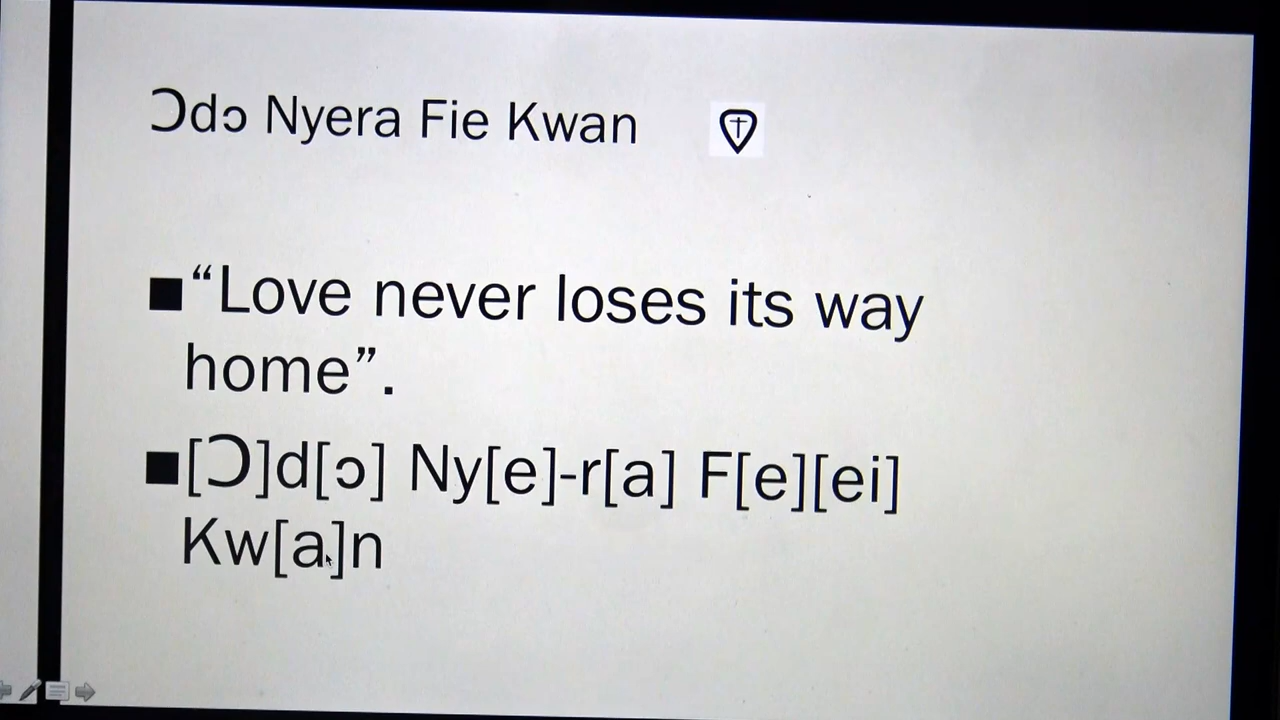 Ɔdɔ Nyera Fie Kwan
■“Love never loses its way
home”.
■[Ɔ]d[ɔ] Ny[e]-r[a] F[e][ei]
Kw[a]n